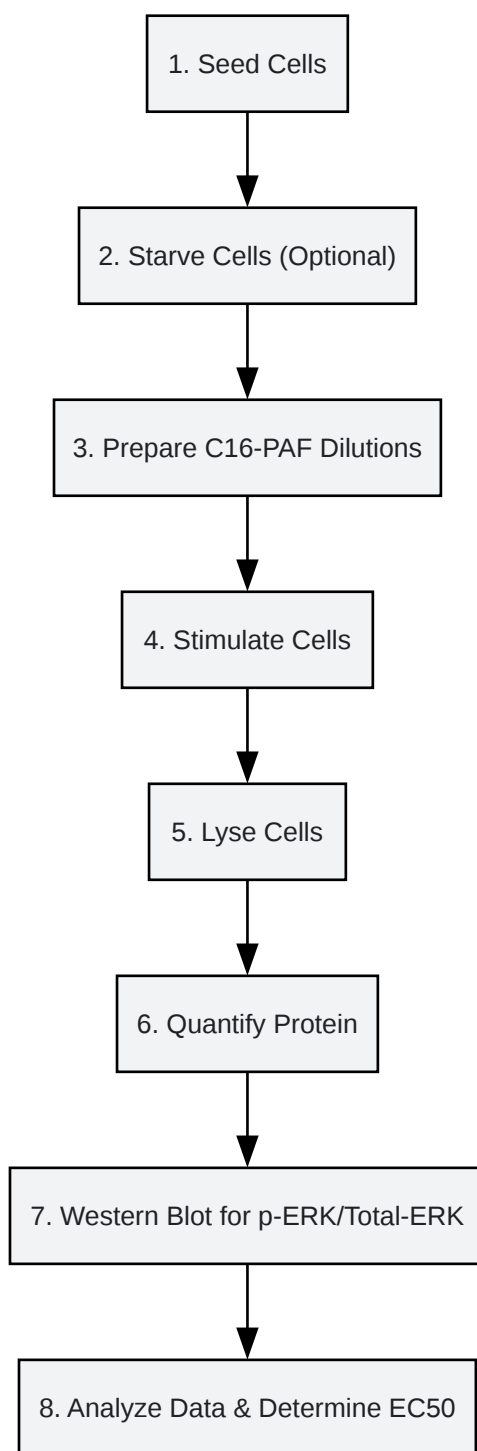 1. Seed Cells
2. Starve Cells (Optional)
3. Prepare C16-PAF Dilutions
4. Stimulate Cells
5. Lyse Cells
6. Quantify Protein
7. Western Blot for p-ERK/Total-ERK
8. Analyze Data & Determine EC50